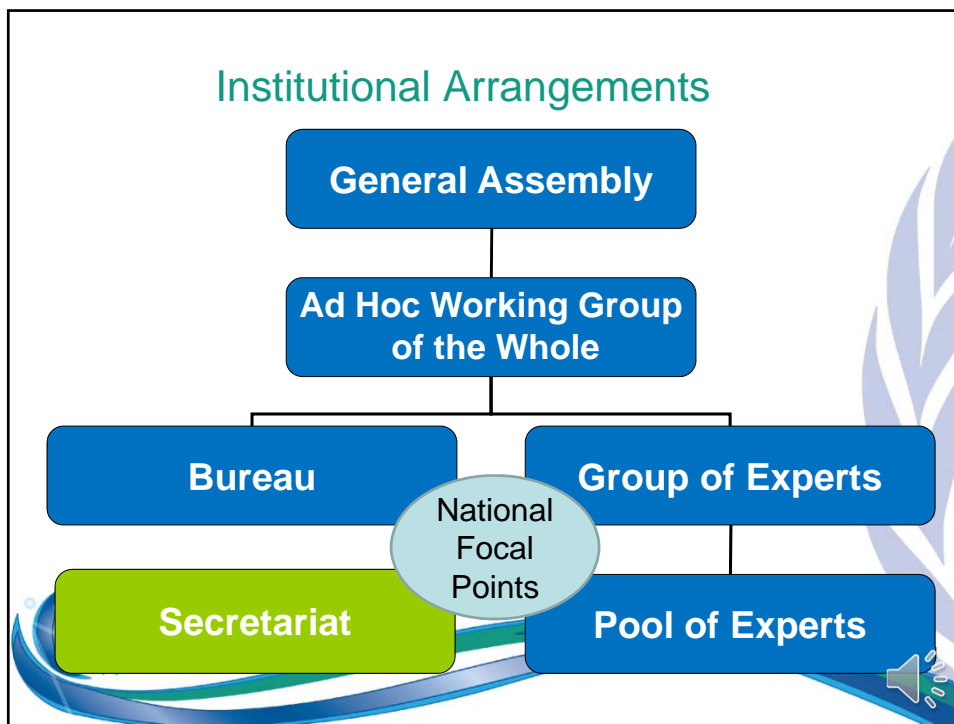 Institutional Arrangements
General Assembly
Ad Hoc Working Group
of the Whole
Bureau
Group of Experts
National
Focal
Points
Secretariat
Pool of Experts